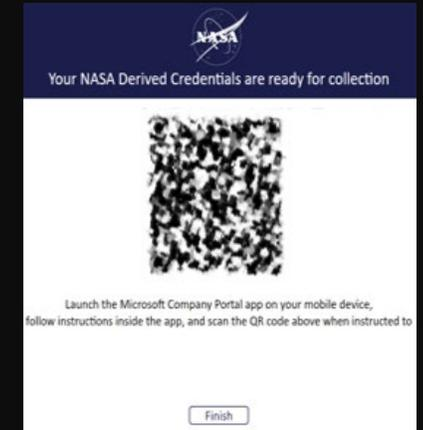 NASA
Your NASA Derived Credentials are ready for collection
Launch the Microsoft Company Portal app on your mobile device,
follow instructions inside the app, and scan the QR code above when instructed to
Finish